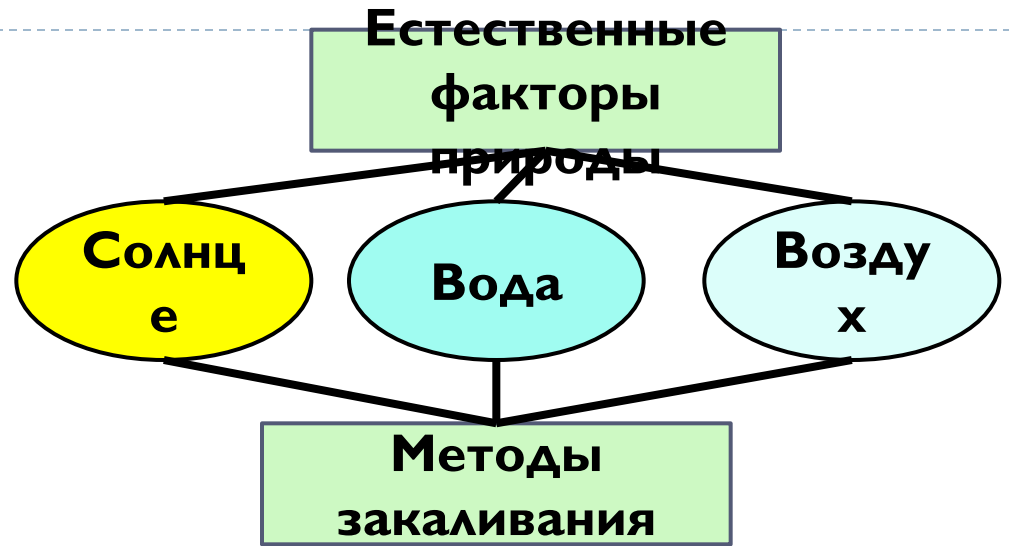 Естественные
факторы
природы
Солнц
е
Вода
Возду
х
Методы
закаливания